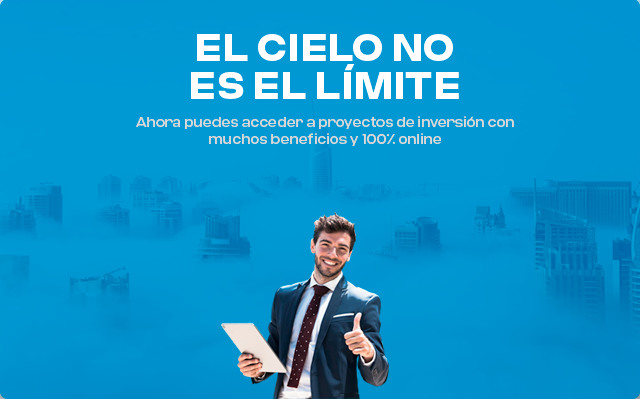 EL CIELO NO
ES EL LÍMITE
Ahora puedes acceder a proyectos de inversión con
muchos beneficios y 100% online